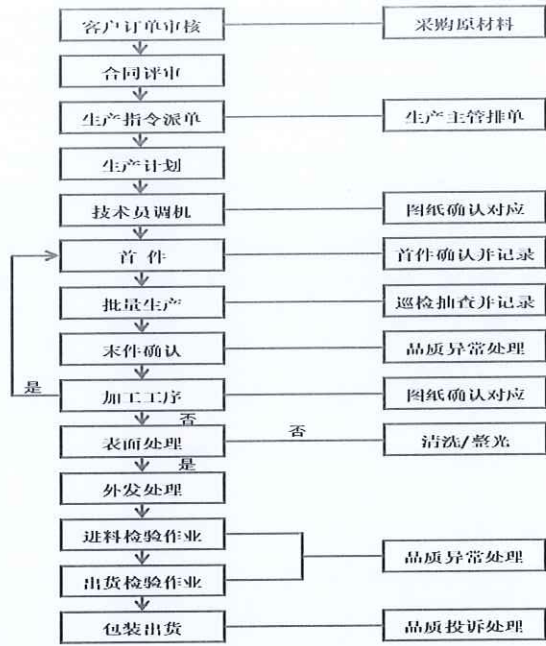 客户订单审核 采购原材料
合同评审
生产指令派单 生产主管排单
生产计划
技术员调机 图纸确认对应
首 件 首件确认并记录
批量生产 巡检抽查并记录
末件确认 品质异常处理
是 加工工序 图纸确认对应
否
表面处理 否 清洗/整光
是
外发处理
进料检验作业
品质异常处理
出货检验作业
包装出货 品质投诉处理